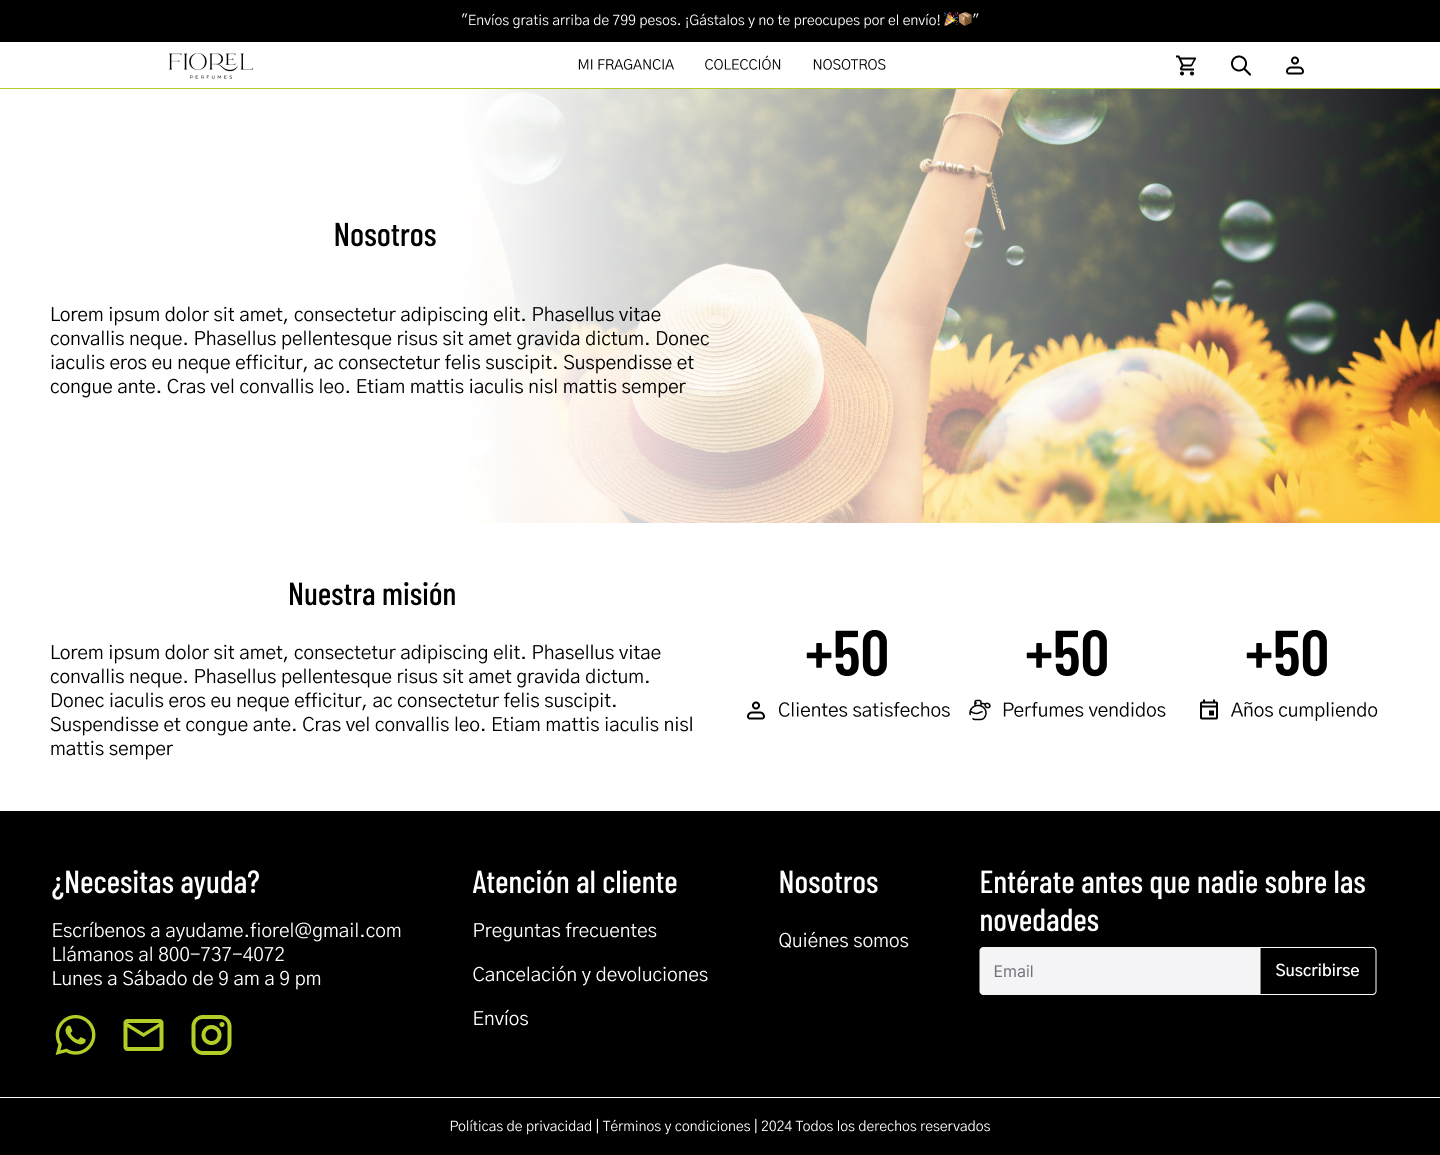 "Envíos gratis arriba de 799 pesos. ¡Gástalos y no te preocupes por el envío! 🎉📦"
FIOREL
PERFUMES
MI FRAGANCIA
COLECCIÓN
NOSOTROS
Nosotros
Lorem ipsum dolor sit amet, consectetur adipiscing elit. Phasellus vitae
convallis neque. Phasellus pellentesque risus sit amet gravida dictum. Donec
iaculis eros eu neque efficitur, ac consectetur felis suscipit. Suspendisse et
congue ante. Cras vel convallis leo. Etiam mattis iaculis nisl mattis semper
Nuestra misión
Lorem ipsum dolor sit amet, consectetur adipiscing elit. Phasellus vitae
convallis neque. Phasellus pellentesque risus sit amet gravida dictum.
Donec iaculis eros eu neque efficitur, ac consectetur felis suscipit.
Suspendisse et congue ante. Cras vel convallis leo. Etiam mattis iaculis nisl
mattis semper
+50
Clientes satisfechos
+50
Perfumes vendidos
+50
Años cumpliendo
¿Necesitas ayuda?
Escríbenos a ayudame.fiorel@gmail.com
Llámanos al 800-737-4072
Lunes a Sábado de 9 am a 9 pm
Atención al cliente
Preguntas frecuentes
Cancelación y devoluciones
Envíos
Nosotros
Quiénes somos
Entérate antes que nadie sobre las
novedades
Email
Suscribirse
Políticas de privacidad | Términos y condiciones | 2024 Todos los derechos reservados